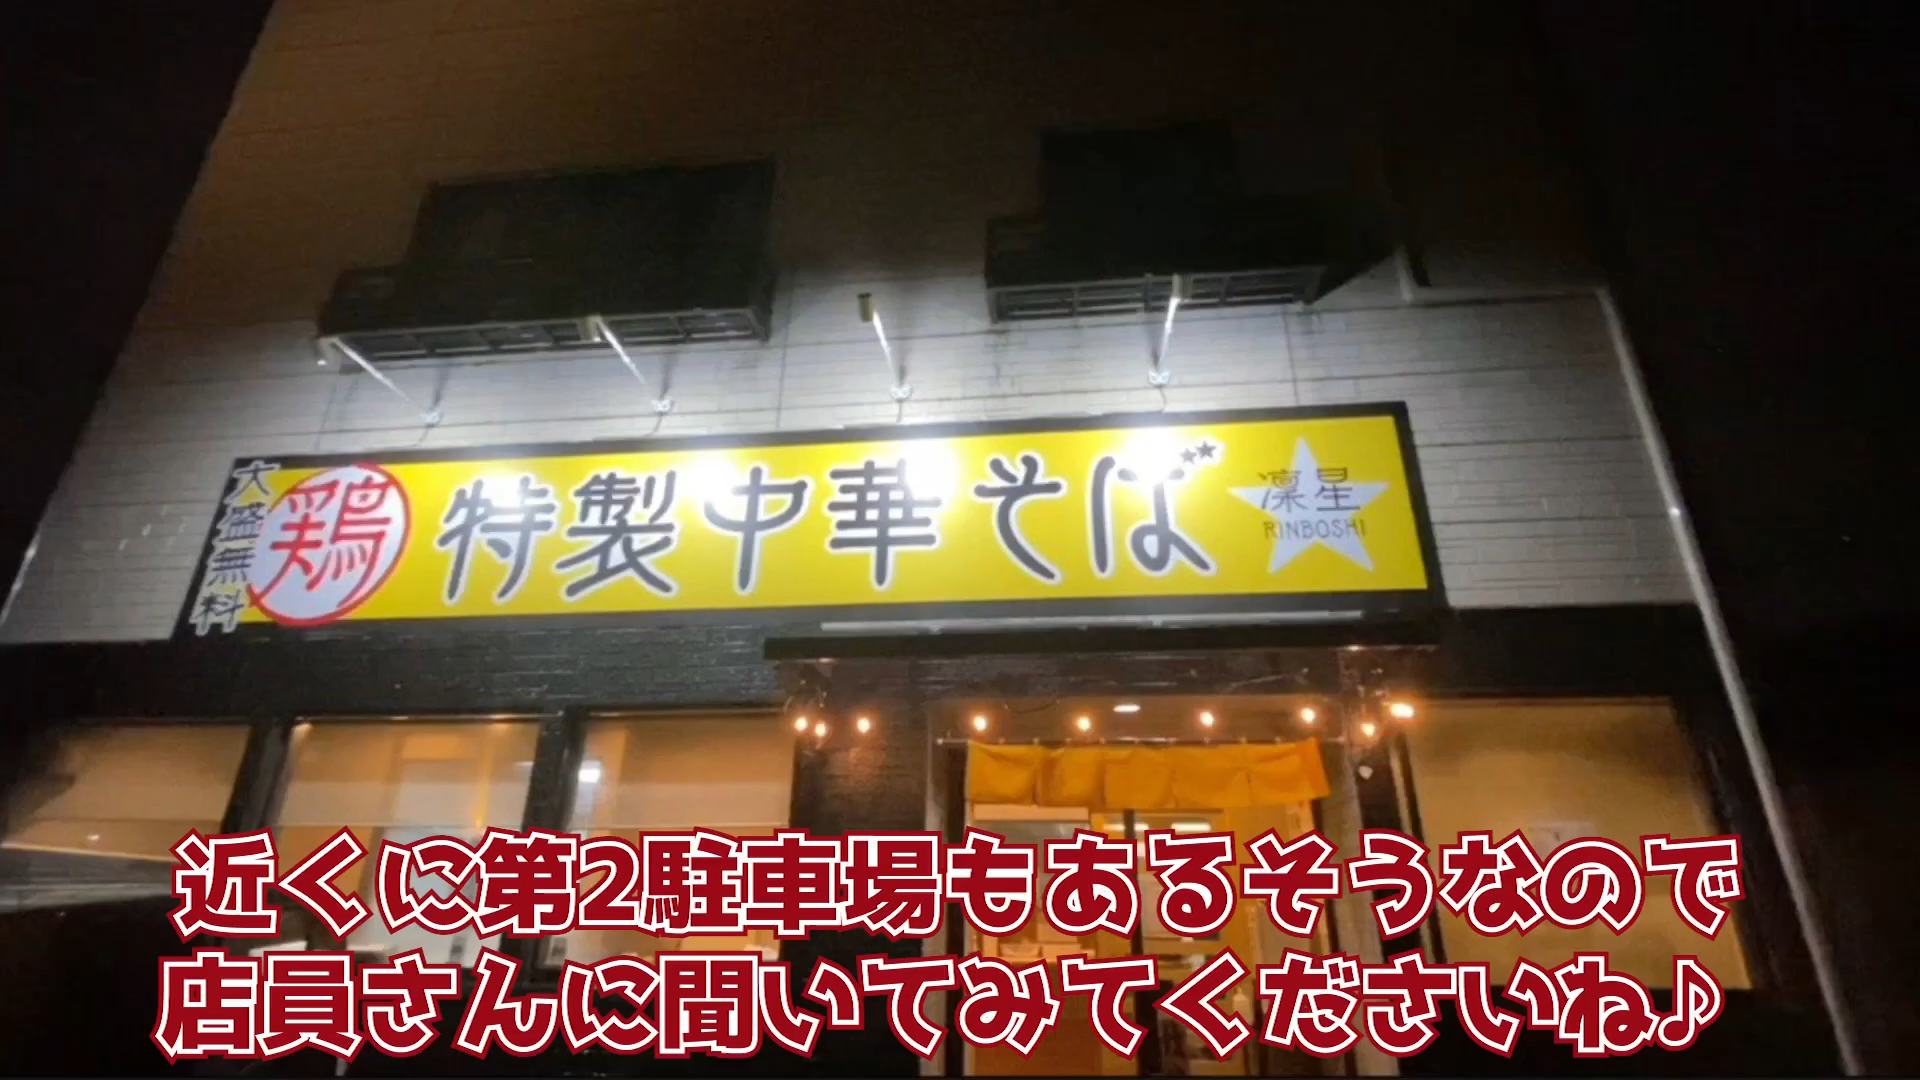 大盛無料
鶏
特製中華そば
凛星
RINBOSHI
近くに第2駐車場もあるそうなので
店員さんに聞いてみてくださいね♪